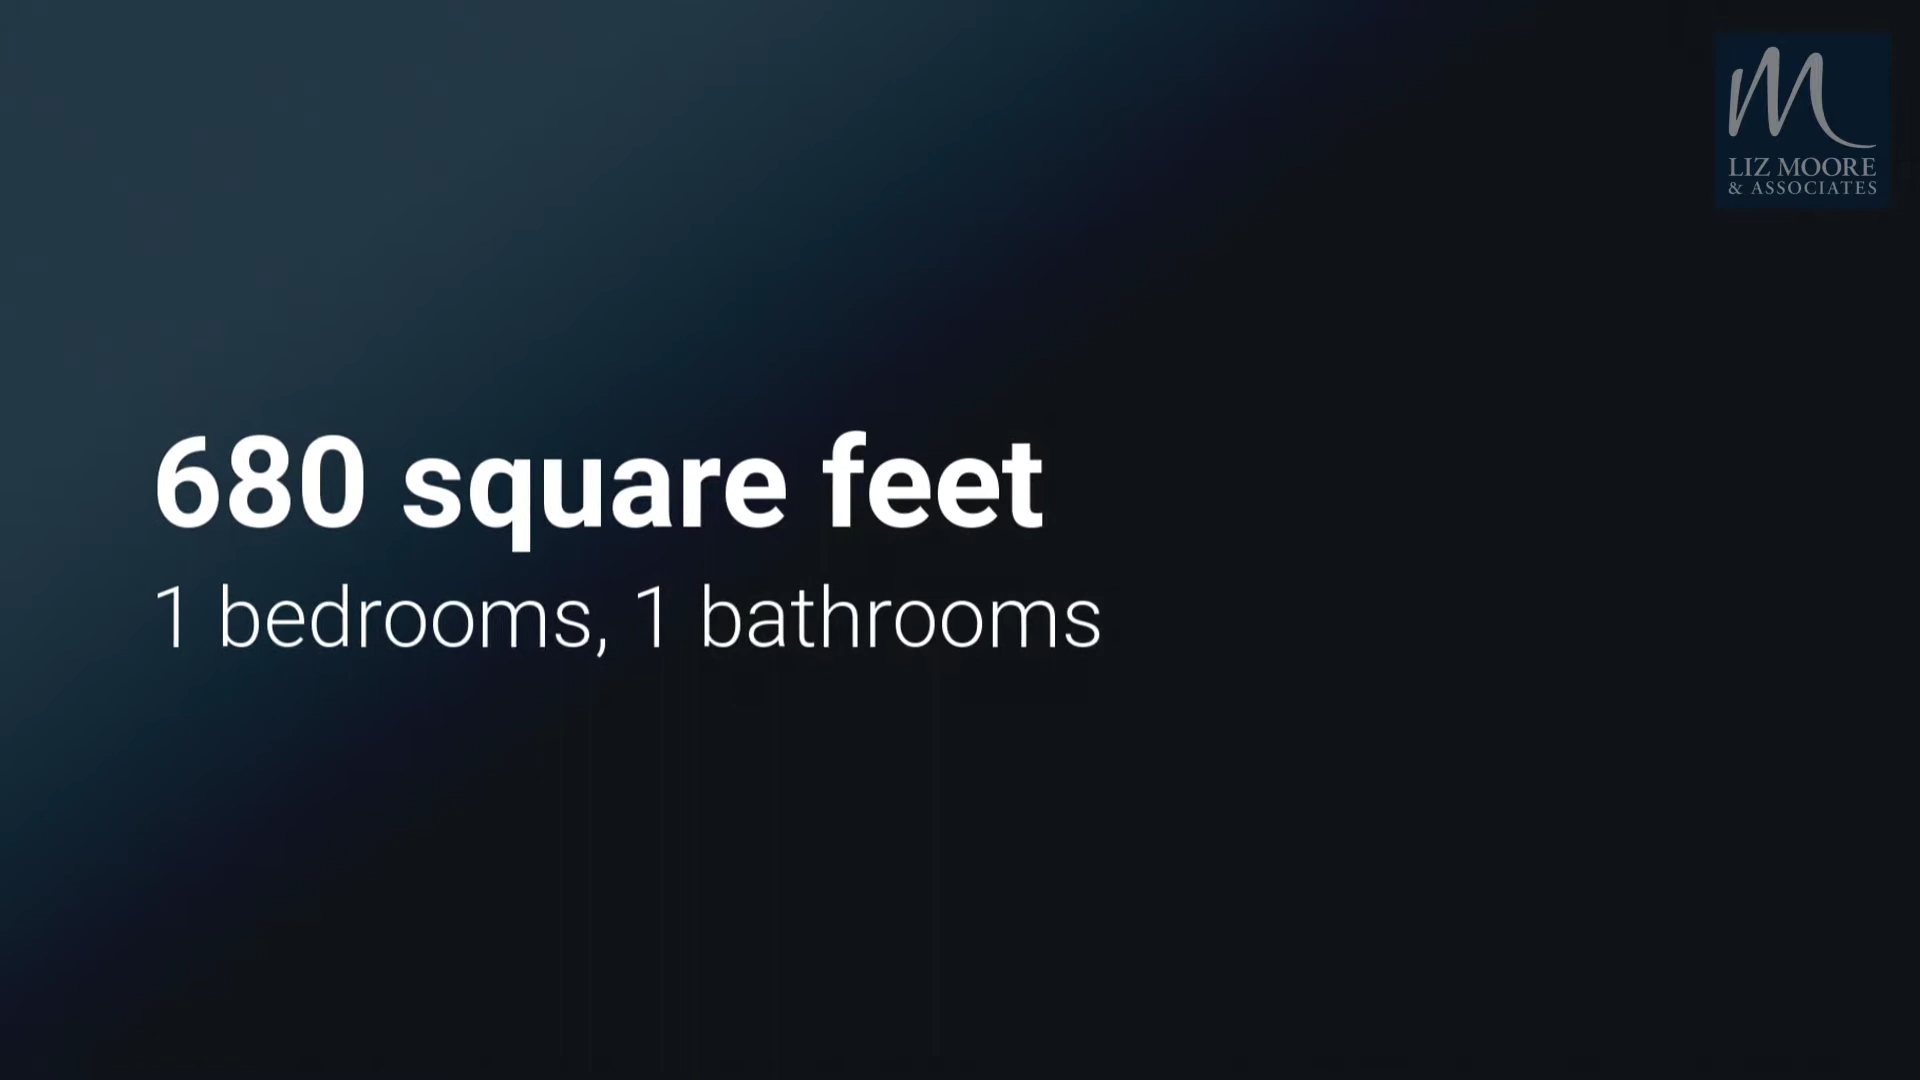 LIZ MOORE
& ASSOCIATES
680 square feet
1 bedrooms, 1 bathrooms